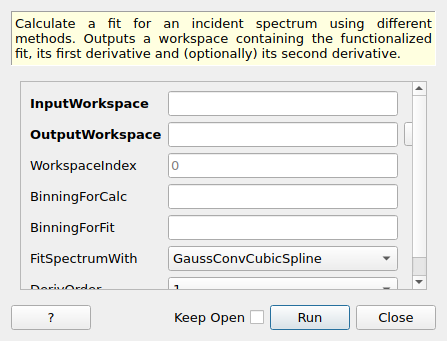 Calculate a fit for an incident spectrum using different
methods. Outputs a workspace containing the functionalized
fit, its first derivative and (optionally) its second derivative.
InputWorkspace
OutputWorkspace
WorkspaceIndex 0
BinningForCalc
BinningForFit
FitSpectrumWith GaussConvCubicSpline
DerivOrder 1
? Keep Open Run Close